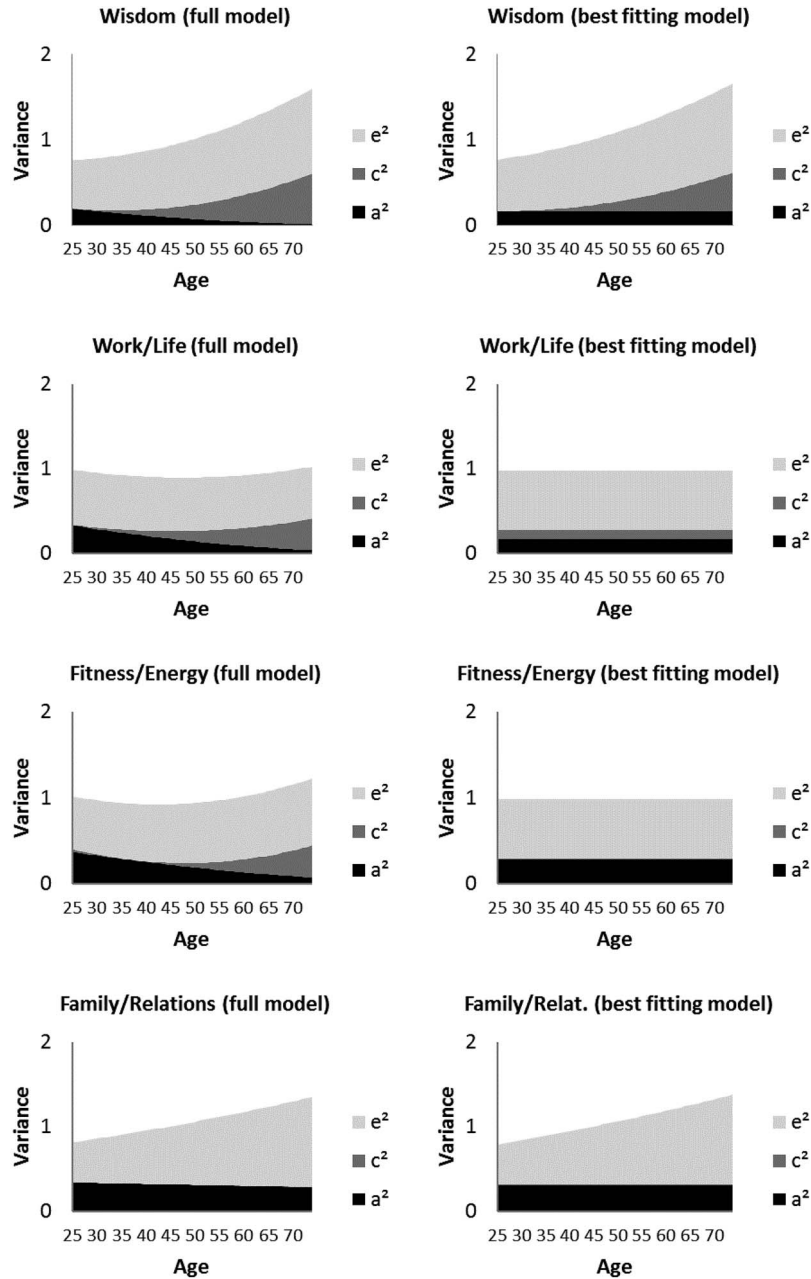 Wisdom (full model)
2
1
0
Variance
e²
c²
a²
25 30 35 40 45 50 55 60 65 70
Age
Wisdom (best fitting model)
2
1
0
Variance
e²
c²
a²
25 30 35 40 45 50 55 60 65 70
Age
Work/Life (full model)
2
1
0
Variance
e²
c²
a²
25 30 35 40 45 50 55 60 65 70
Age
Work/Life (best fitting model)
2
1
0
Variance
e²
c²
a²
25 30 35 40 45 50 55 60 65 70
Age
Fitness/Energy (full model)
2
1
0
Variance
e²
c²
a²
25 30 35 40 45 50 55 60 65 70
Age
Fitness/Energy (best fitting model)
2
1
0
Variance
e²
c²
a²
25 30 35 40 45 50 55 60 65 70
Age
Family/Relations (full model)
2
1
0
Variance
e²
c²
a²
25 30 35 40 45 50 55 60 65 70
Age
Family/Relat. (best fitting model)
2
1
0
Variance
e²
c²
a²
25 30 35 40 45 50 55 60 65 70
Age